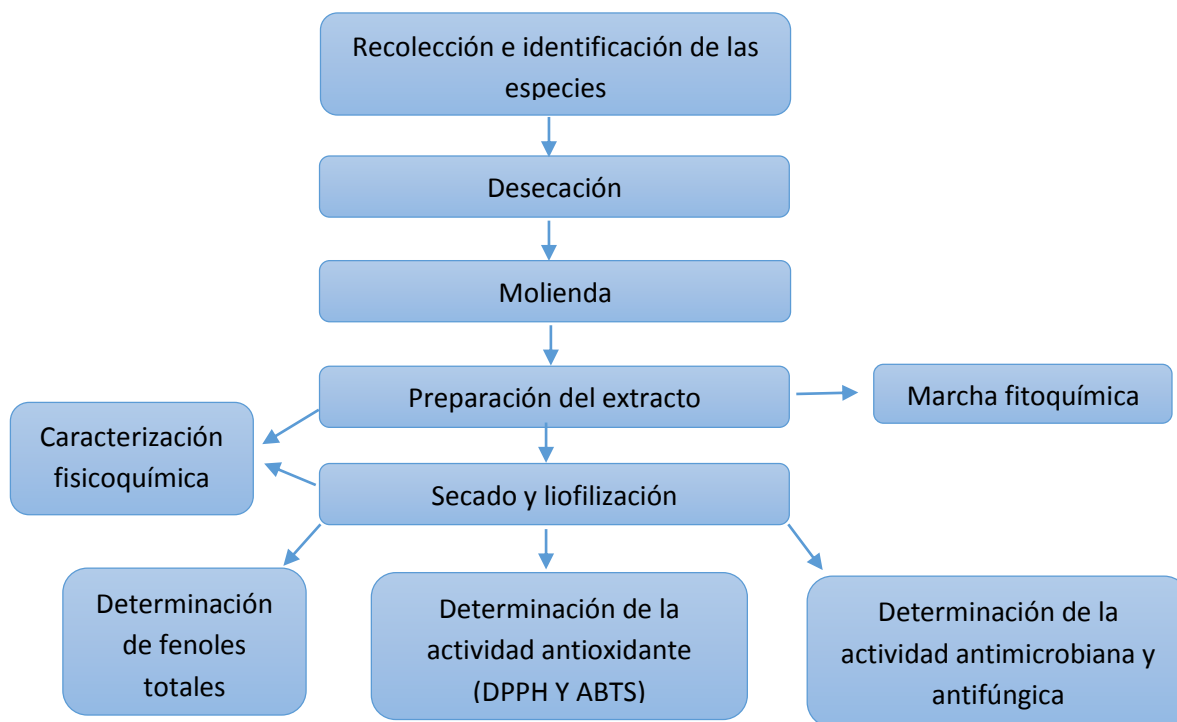 Recolección e identificación de las
especies
Desecación
Molienda
Preparación del extracto
Marcha fitoquímica
Caracterización
fisicoquímica
Secado y liofilización
Determinación
de fenoles
totales
Determinación de la
actividad antioxidante
(DPPH Y ABTS)
Determinación de la
actividad antimicrobiana y
antifúngica